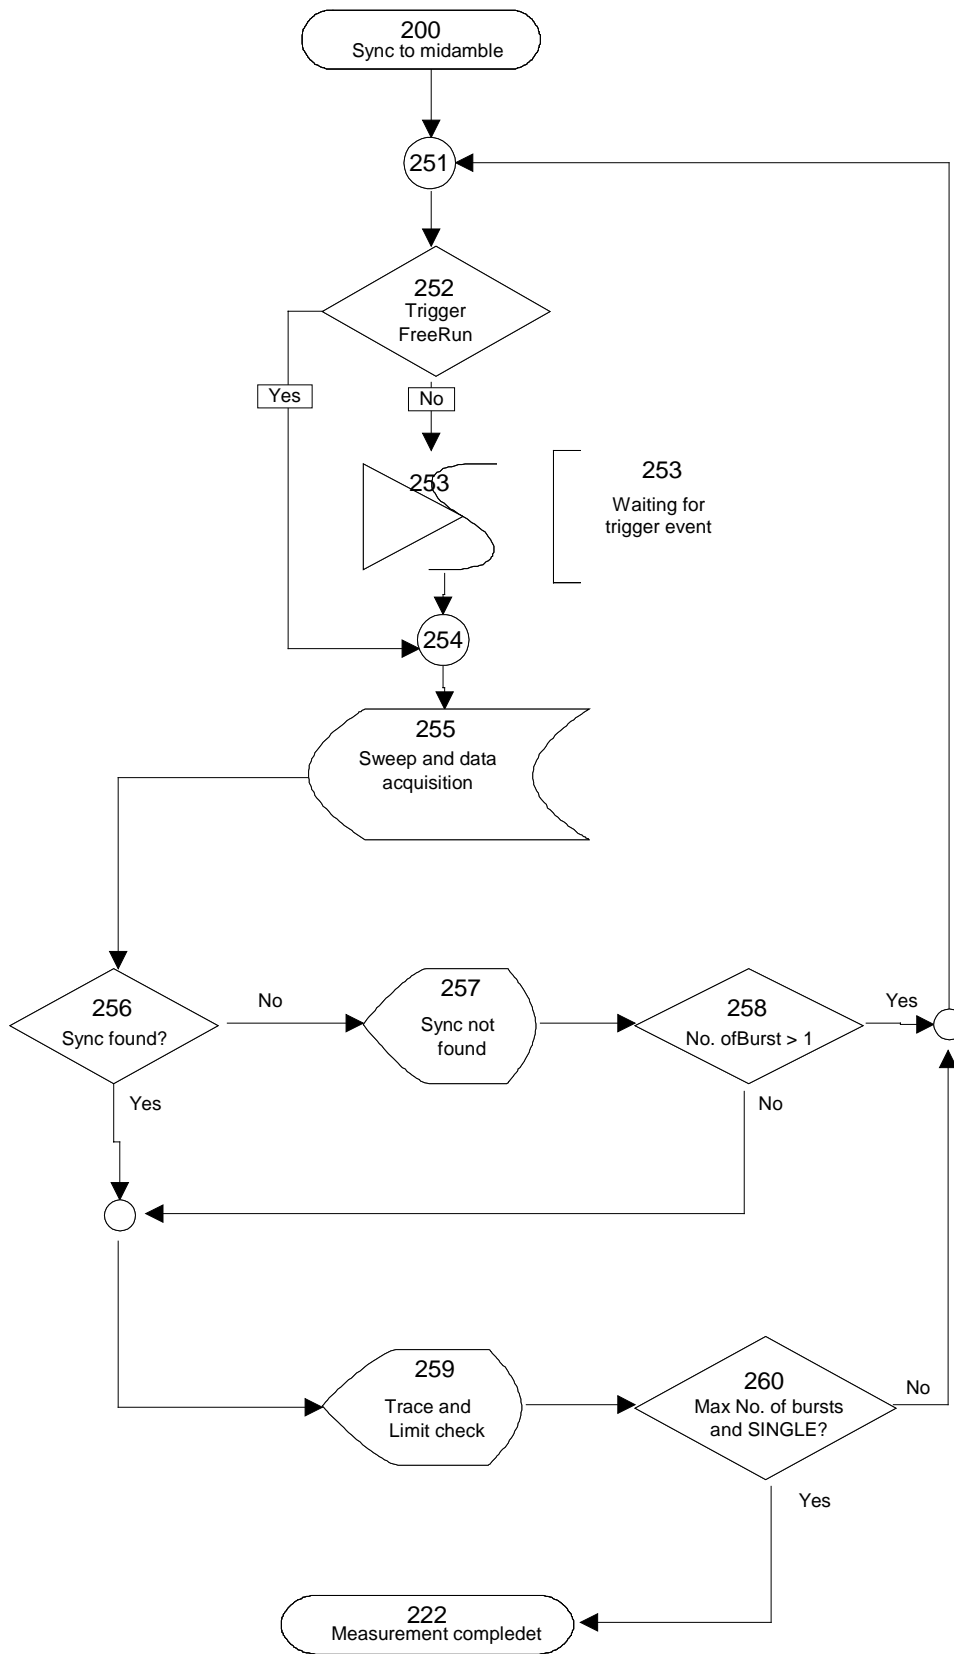 200
Sync to midamble
251
252
Trigger
FreeRun
Yes
No
253
253
Waiting for
trigger event
254
255
Sweep and data
acquisition
256
Sync found?
No
257
Sync not
found
258
No. ofBurst > 1
Yes
Yes
No
259
Trace and
Limit check
260
Max No. of bursts
and SINGLE?
No
Yes
222
Measurement compledet